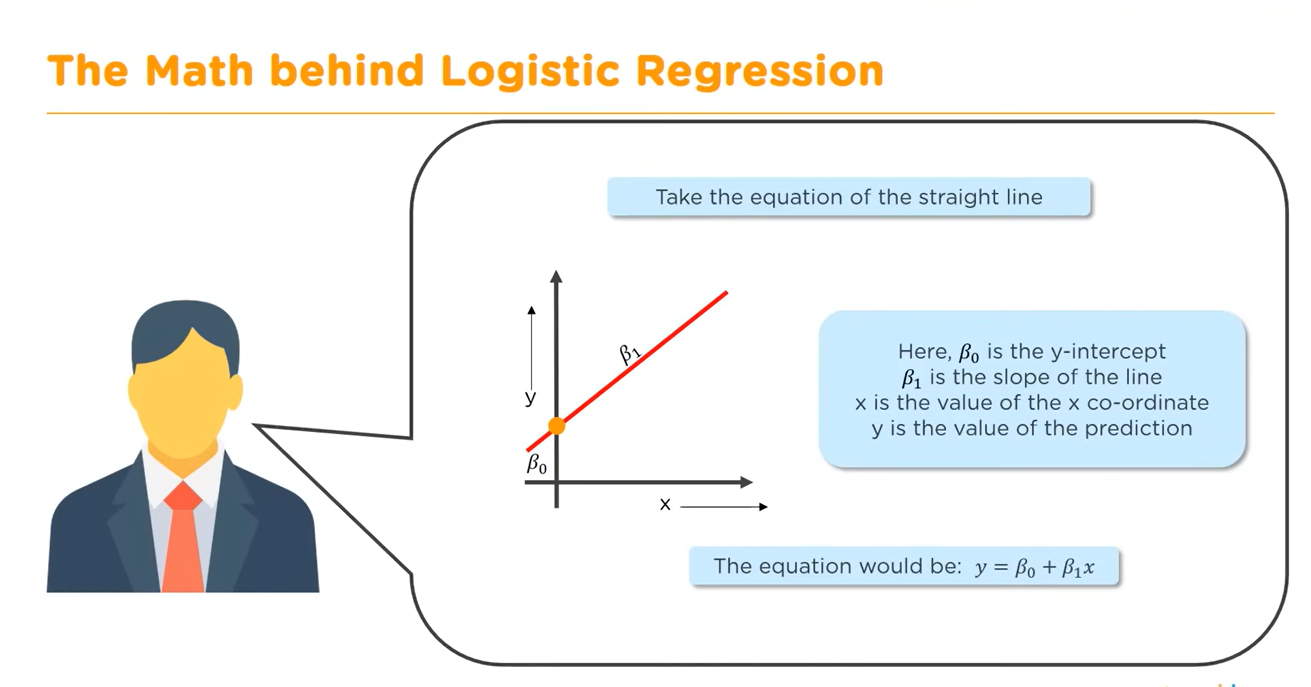 The Math behind Logistic Regression
Take the equation of the straight line
y
β₁
β₀
x
Here, β₀ is the y-intercept
β₁ is the slope of the line
x is the value of the x co-ordinate
y is the value of the prediction
The equation would be: y = β₀ + β₁x